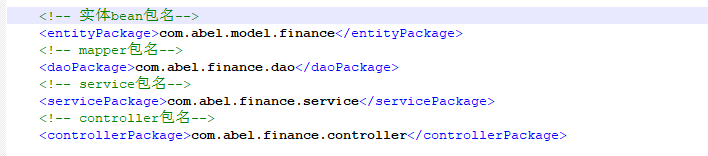 <!-- 实体bean包名-->
<entityPackage>com.abel.model.finance</entityPackage>
<!-- mapper包名-->
<daoPackage>com.abel.finance.dao</daoPackage>
<!-- service包名-->
<servicePackage>com.abel.finance.service</servicePackage>
<!-- controller包名-->
<controllerPackage>com.abel.finance.controller</controllerPackage>